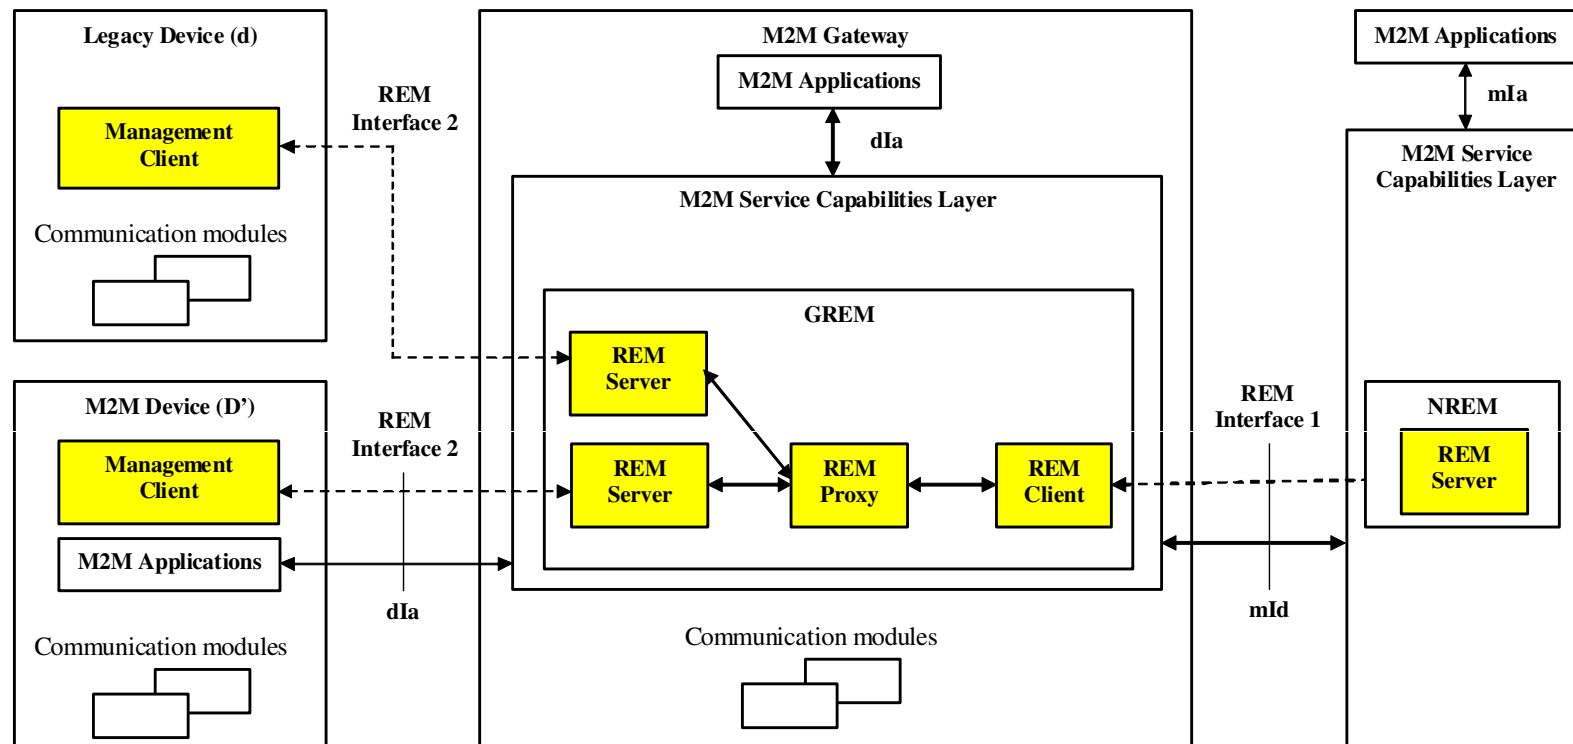 Legacy Device (d)
Management
Client
Communication modules
REM
Interface 2
M2M Device (D’)
Management
Client
M2M Applications
Communication modules
REM
Interface 2
dIa
M2M Gateway
M2M Applications
dIa
M2M Service Capabilities Layer
GREM
REM
Server
REM
Server
REM
Proxy
REM
Client
Communication modules
REM
Interface 1
mId
M2M Applications
mIa
M2M Service
Capabilities Layer
NREM
REM
Server